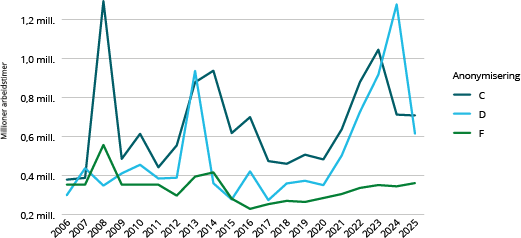 Millioner arbeidstimer
1,2 mill.
1,0 mill.
0,8 mill.
0,6 mill.
0,4 mill.
0,2 mill.
2006 2007 2008 2009 2010 2011 2012 2013 2014 2015 2016 2017 2018 2019 2020 2021 2022 2023 2024 2025
Anonymisering
C
D
F